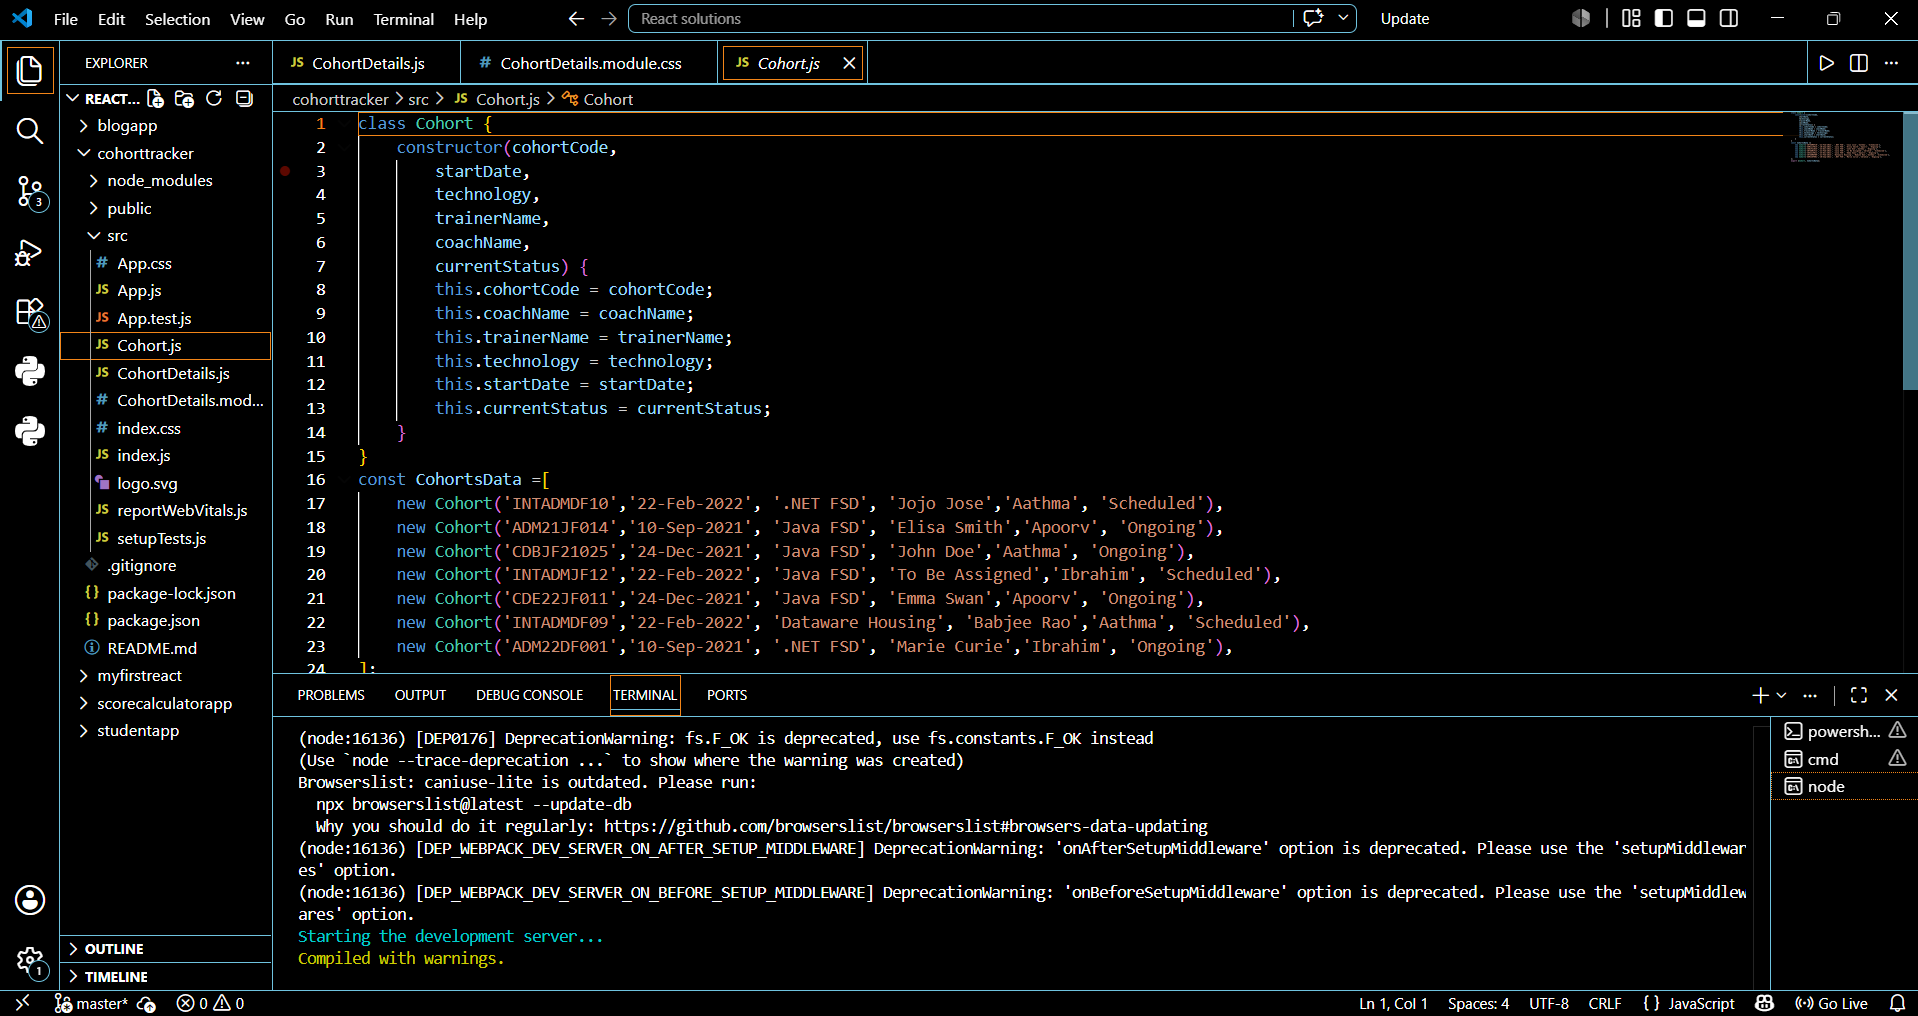 File Edit Selection View Go Run Terminal Help
React solutions
Update
EXPLORER
JS CohortDetails.js
# CohortDetails.module.css
JS Cohort.js
REACT...
cohorttracker > src > JS Cohort.js > Cohort
blogapp
cohorttracker
node_modules
public
src
# App.css
JS App.js
JS App.test.js
JS Cohort.js
JS CohortDetails.js
# CohortDetails.mod...
# index.css
JS index.js
logo.svg
JS reportWebVitals.js
JS setupTests.js
.gitignore
{} package-lock.json
{} package.json
README.md
myfirstreact
scorecalculatorapp
studentapp
OUTLINE
TIMELINE
3
1
1 class Cohort {
2 constructor(cohortCode,
3 startDate,
4 technology,
5 trainerName,
6 coachName,
7 currentStatus) {
8 this.cohortCode = cohortCode;
9 this.coachName = coachName;
10 this.trainerName = trainerName;
11 this.technology = technology;
12 this.startDate = startDate;
13 this.currentStatus = currentStatus;
14 }
15 }
16 const CohortsData =[
17 new Cohort('INTADMDF10','22-Feb-2022', '.NET FSD', 'Jojo Jose','Aathma', 'Scheduled'),
18 new Cohort('ADM21JF014','10-Sep-2021', 'Java FSD', 'Elisa Smith','Apoorv', 'Ongoing'),
19 new Cohort('CDBJF21025','24-Dec-2021', 'Java FSD', 'John Doe','Aathma', 'Ongoing'),
20 new Cohort('INTADMJF12','22-Feb-2022', 'Java FSD', 'To Be Assigned','Ibrahim', 'Scheduled'),
21 new Cohort('CDE22JF011','24-Dec-2021', 'Java FSD', 'Emma Swan','Apoorv', 'Ongoing'),
22 new Cohort('INTADMDF09','22-Feb-2022', 'Dataware Housing', 'Babjee Rao','Aathma', 'Scheduled'),
23 new Cohort('ADM22DF001','10-Sep-2021', '.NET FSD', 'Marie Curie','Ibrahim', 'Ongoing'),
24 ];
PROBLEMS OUTPUT DEBUG CONSOLE TERMINAL PORTS
(node:16136) [DEP0176] DeprecationWarning: fs.F_OK is deprecated, use fs.constants.F_OK instead
(Use `node --trace-deprecation ...` to show where the warning was created)
Browserslist: caniuse-lite is outdated. Please run:
npx browserslist@latest --update-db
Why you should do it regularly: https://github.com/browserslist/browserslist#browsers-data-updating
(node:16136) [DEP_WEBPACK_DEV_SERVER_ON_AFTER_SETUP_MIDDLEWARE] DeprecationWarning: 'onAfterSetupMiddleware' option is deprecated. Please use the 'setupMiddlewar
es' option.
(node:16136) [DEP_WEBPACK_DEV_SERVER_ON_BEFORE_SETUP_MIDDLEWARE] DeprecationWarning: 'onBeforeSetupMiddleware' option is deprecated. Please use the 'setupMiddlew
ares' option.
Starting the development server...
Compiled with warnings.
powersh...
cmd
node
master* 0 0
Ln 1, Col 1 Spaces: 4 UTF-8 CRLF {} JavaScript Go Live